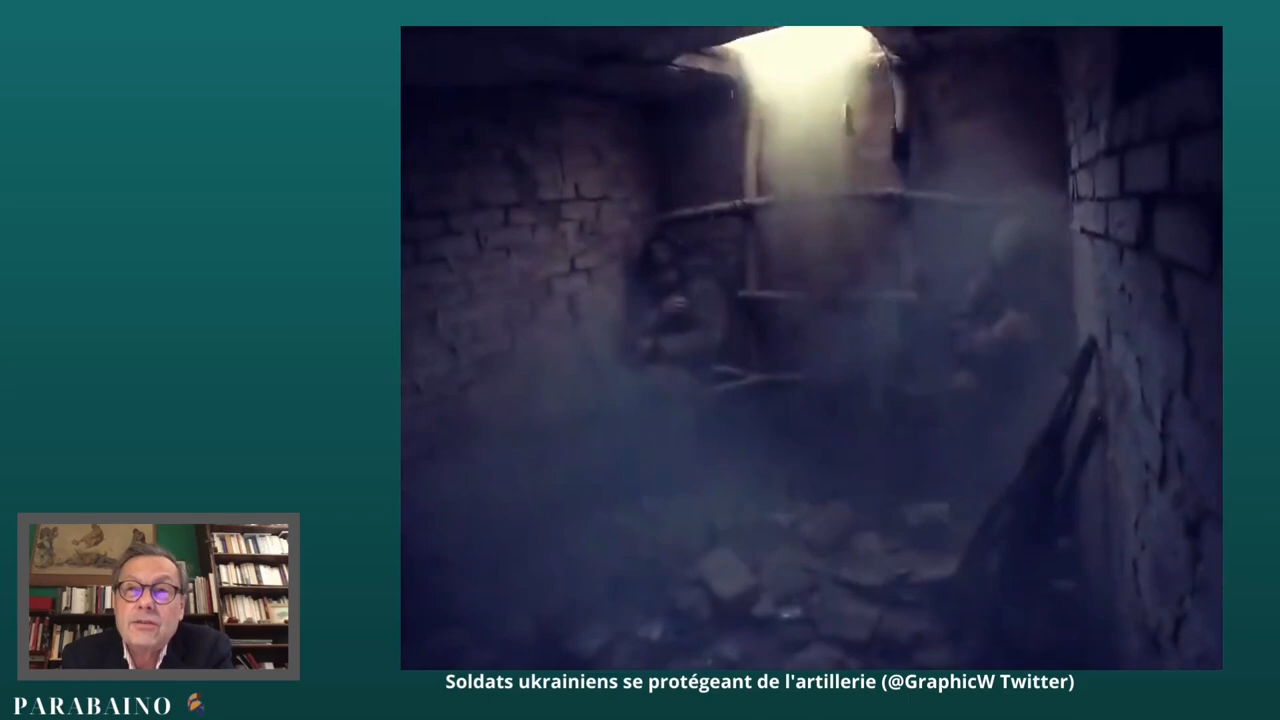 Soldats ukrainiens se protégeant de l'artillerie (@GraphicW Twitter)
PARABAINO